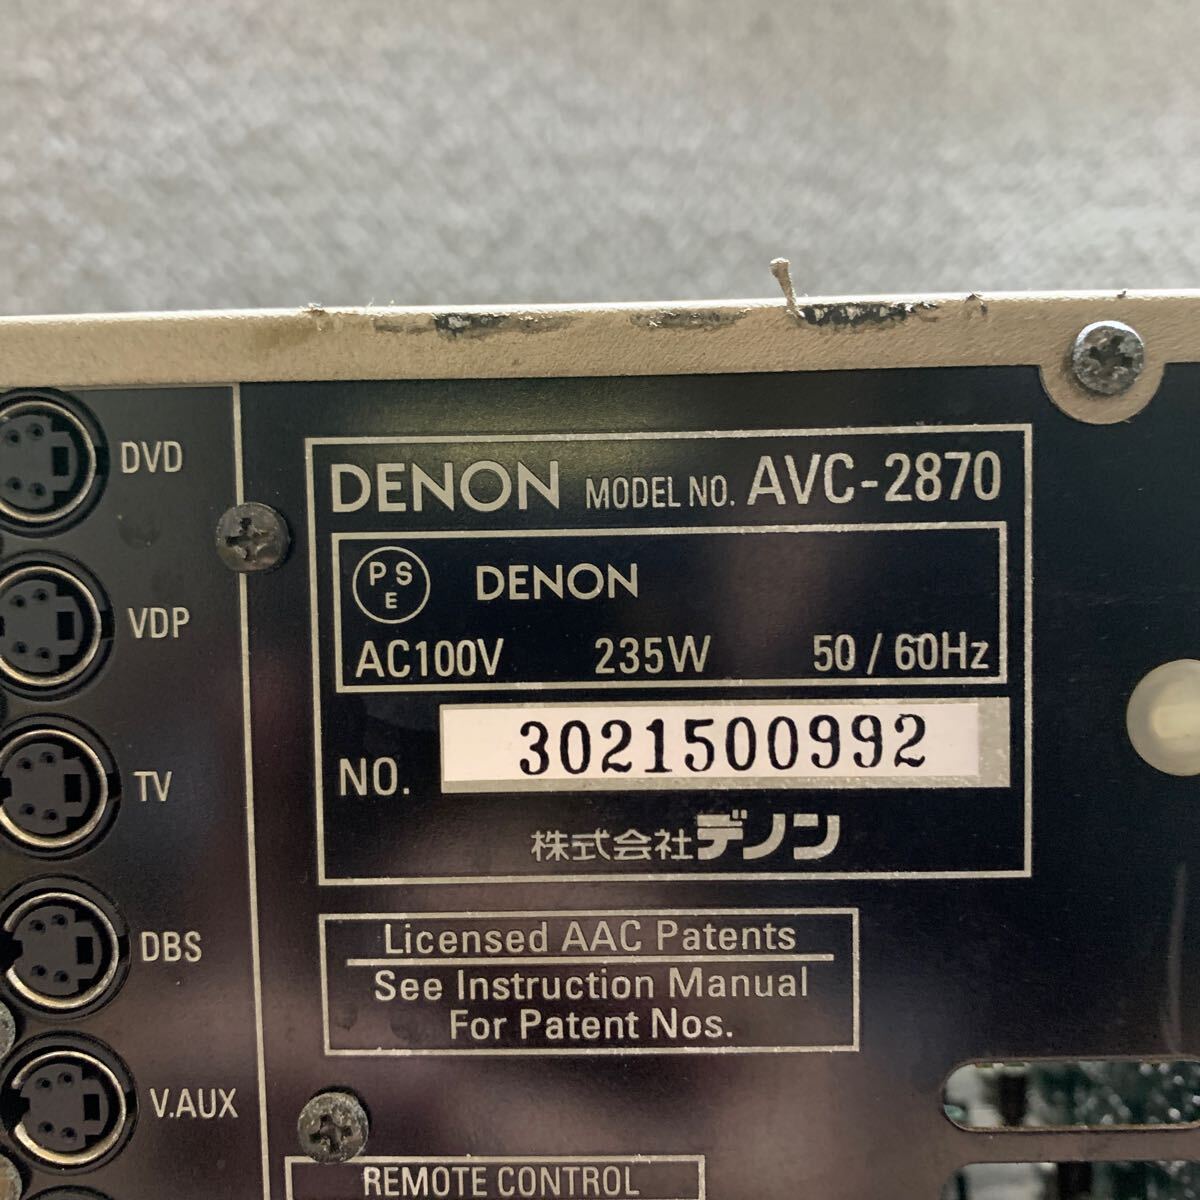 DVD
VDP
TV
DBS
V.AUX
DENON MODEL NO. AVC-2870
PSE DENON
AC100V 235W 50 / 60Hz
NO. 3021500992
株式会社デノン
Licensed AAC Patents
See Instruction Manual
For Patent Nos.
REMOTE CONTROL